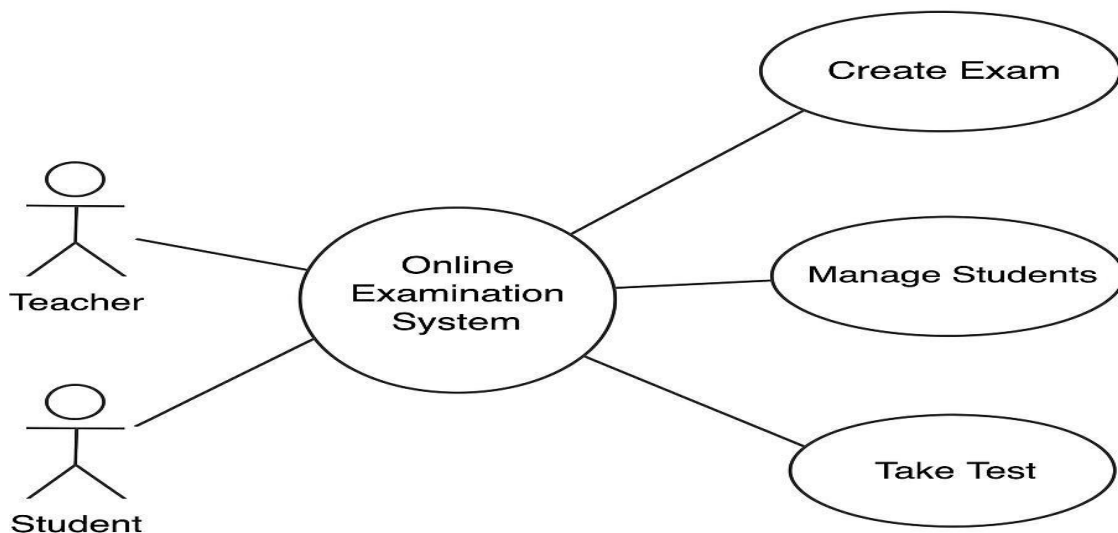 Create Exam
Teacher
Online
Examination
System
Manage Students
Student
Take Test